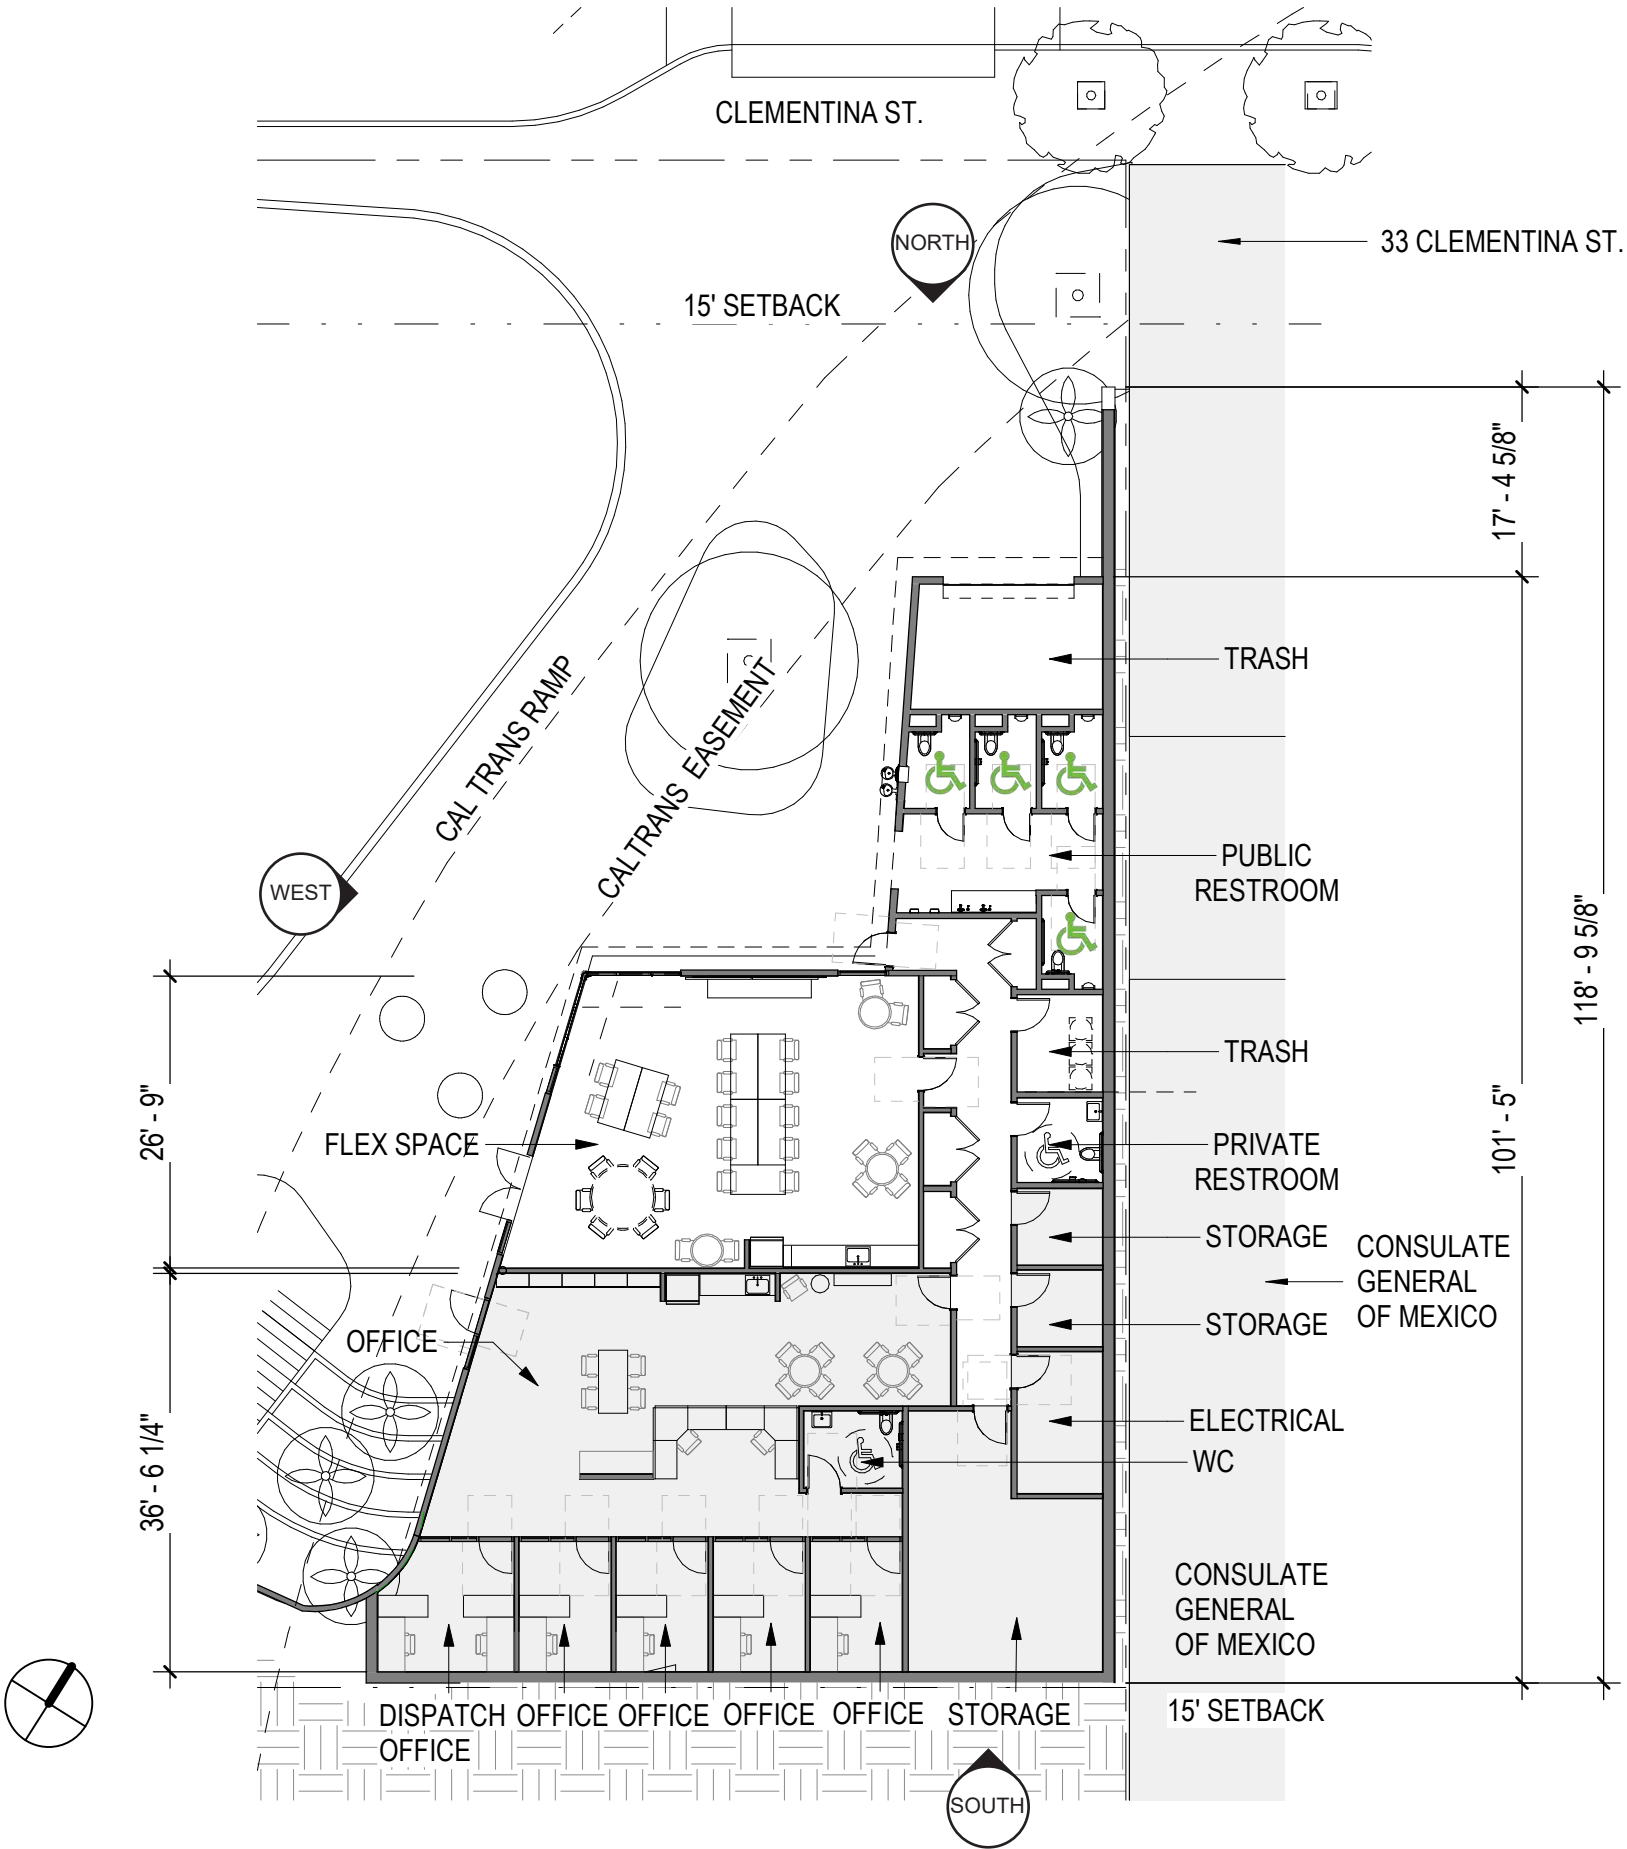 CLEMENTINA ST.
NORTH
33 CLEMENTINA ST.
15' SETBACK
17' - 4 5/8"
118' - 9 5/8"
CAL TRANS RAMP
CALTRANS EASEMENT
TRASH
WEST
PUBLIC
RESTROOM
26' - 9"
101' - 5"
TRASH
FLEX SPACE
PRIVATE
RESTROOM
STORAGE
CONSULATE
GENERAL
OF MEXICO
STORAGE
OFFICE
36' - 6 1/4"
ELECTRICAL
WC
CONSULATE
GENERAL
OF MEXICO
DISPATCH
OFFICE
OFFICE
OFFICE
OFFICE
OFFICE
STORAGE
15' SETBACK
SOUTH